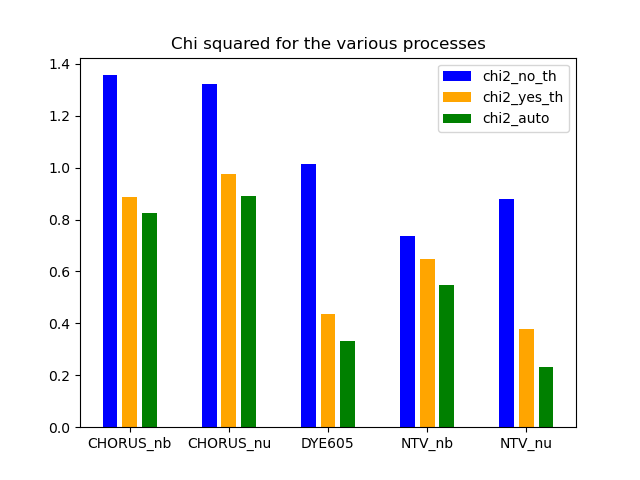 Chi squared for the various processes
chi2_no_th
chi2_yes_th
chi2_auto
1.4
1.2
1.0
0.8
0.6
0.4
0.2
0.0
CHORUS_nb CHORUS_nu DYE605 NTV_nb NTV_nu